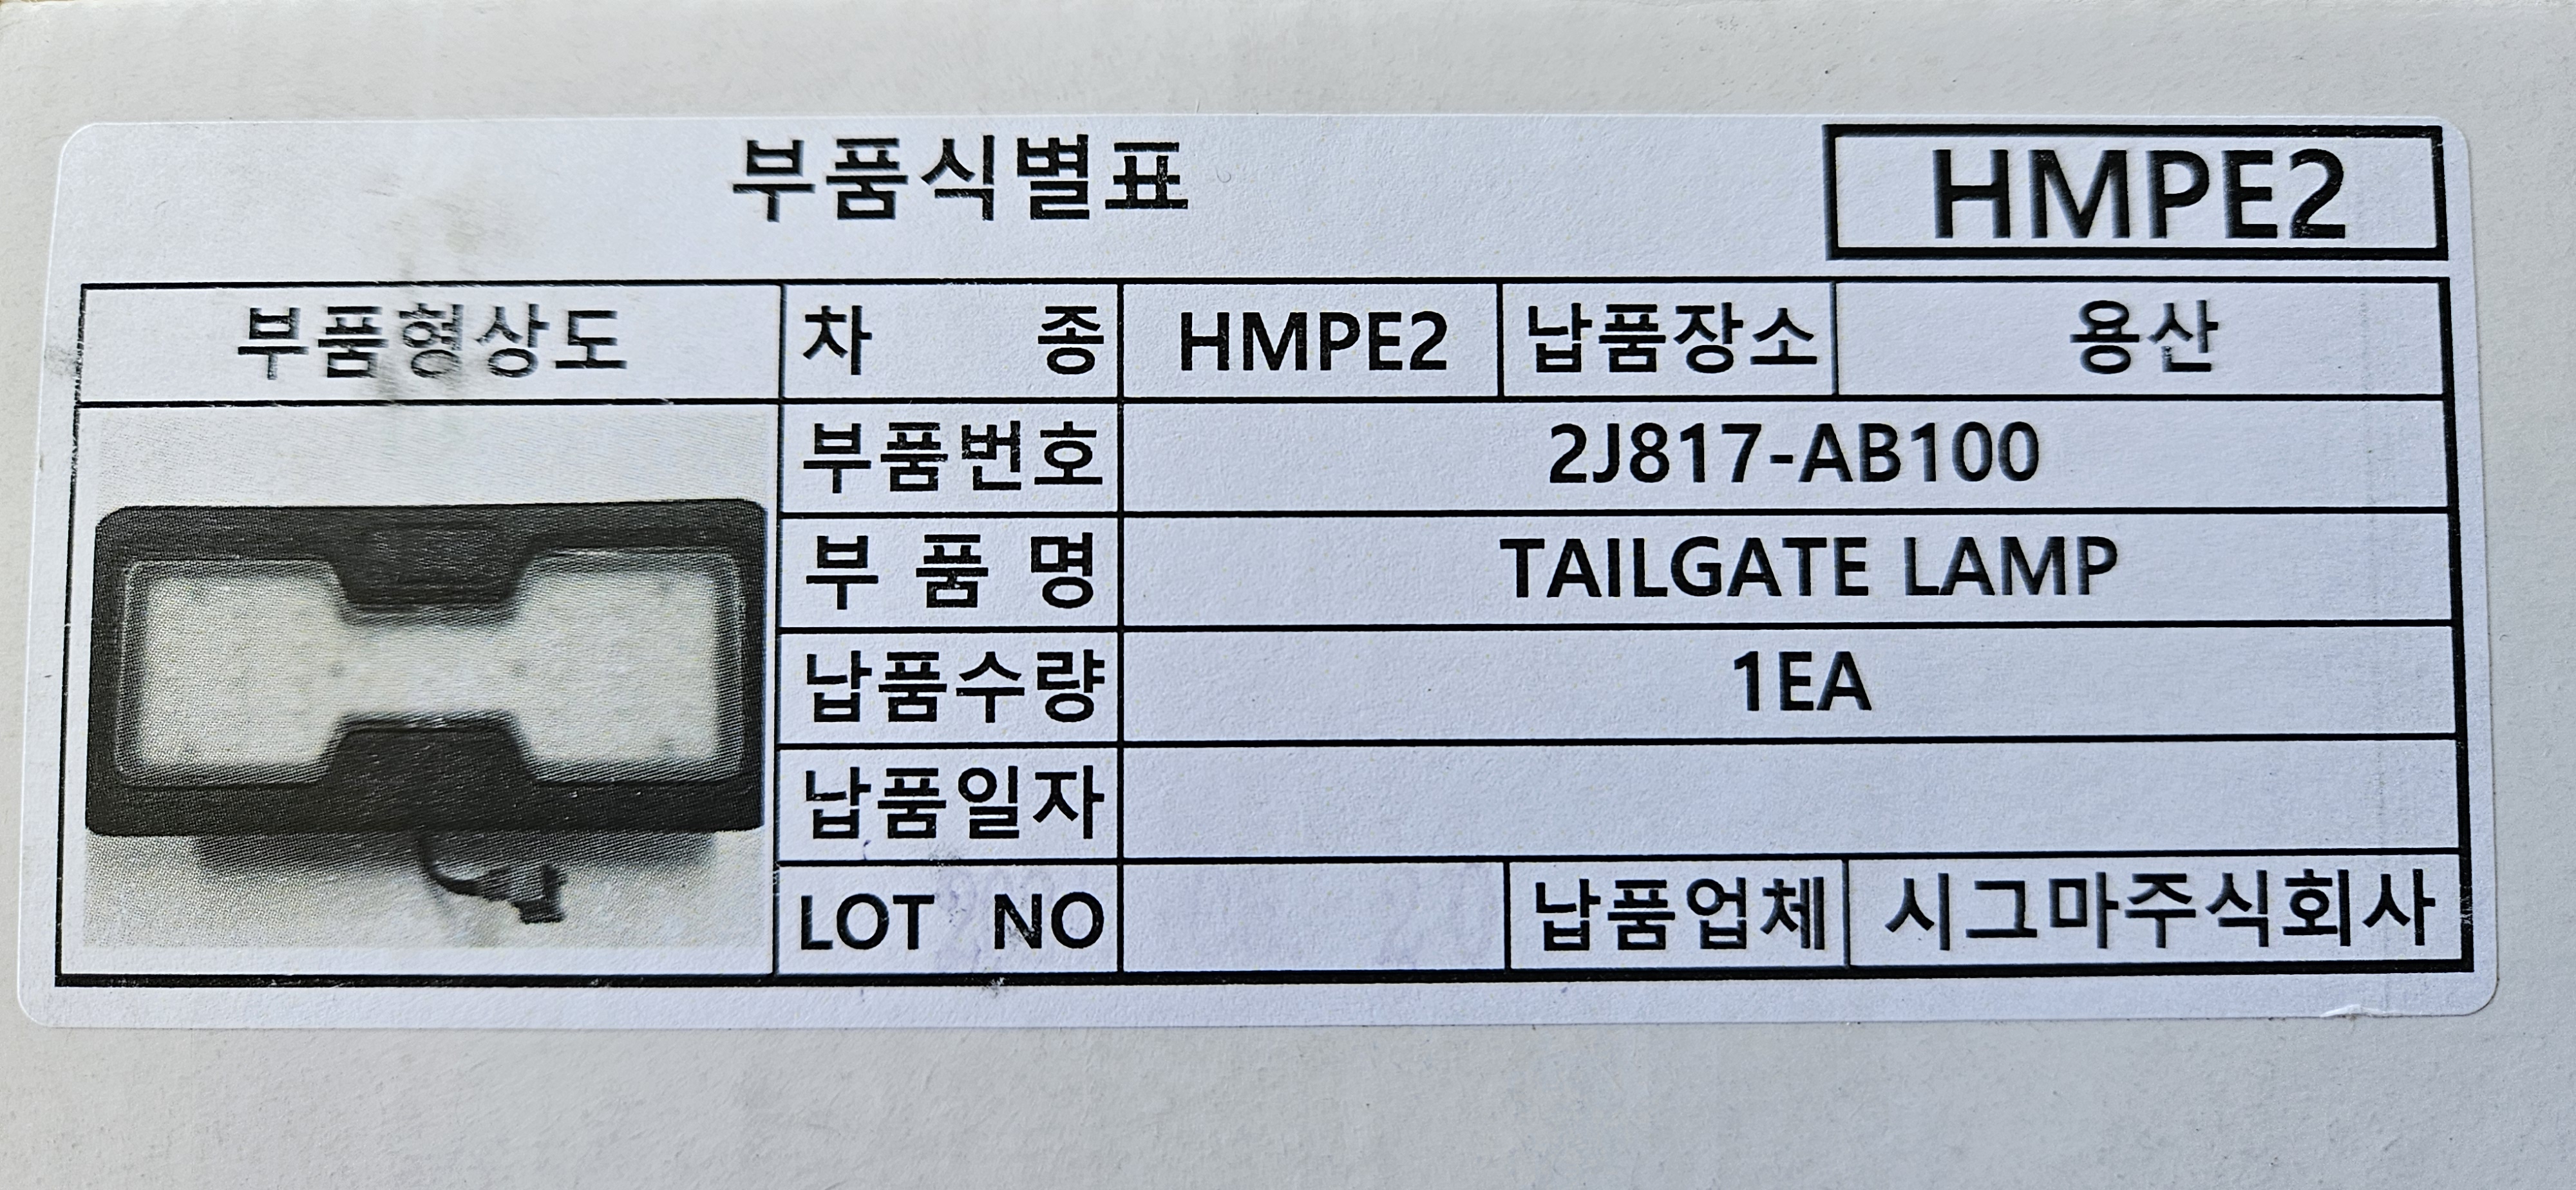 부품식별표 HMPE2
부품형상도 차 종 HMPE2 납품장소 용산
부품번호 2J817-AB100
부 품 명 TAILGATE LAMP
납품수량 1EA
납품일자
LOT NO 납품업체 시그마주식회사